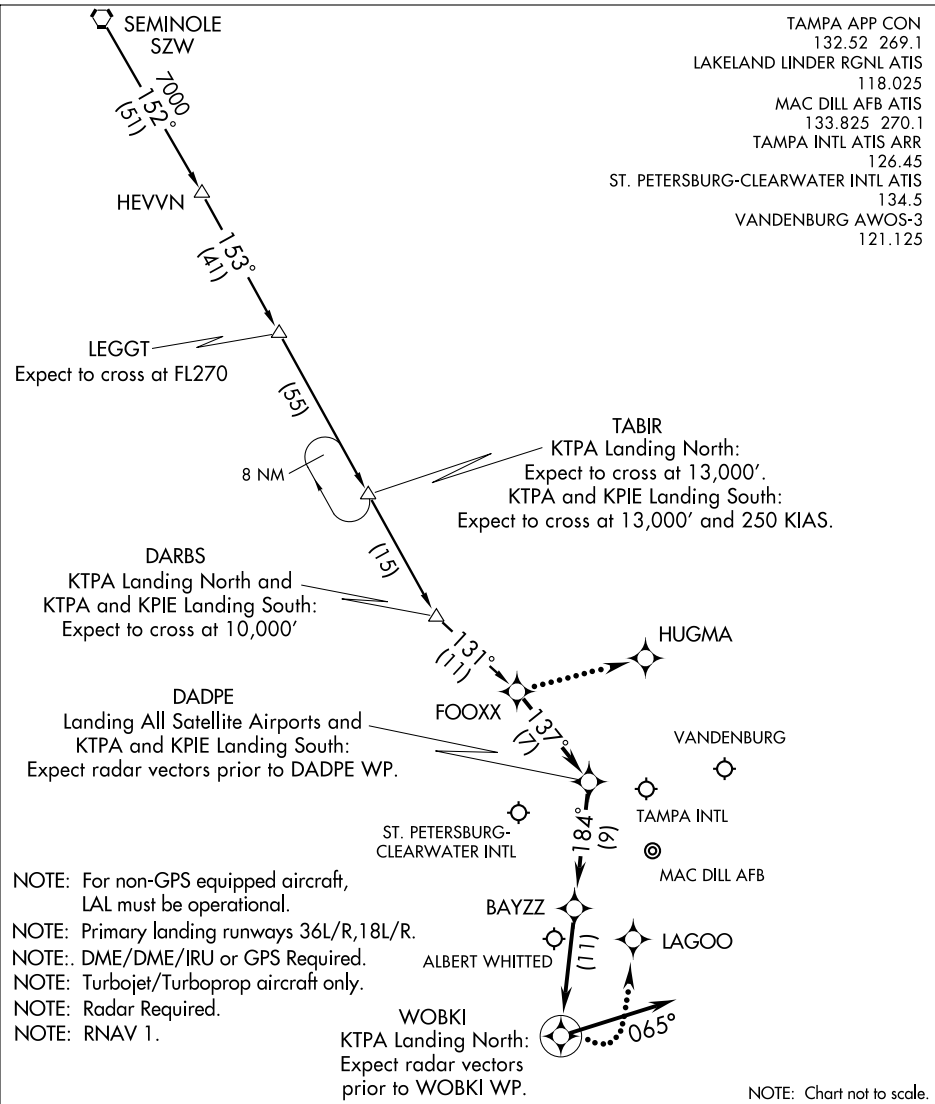 SEMINOLE
SZW
TAMPA APP CON
132.52 269.1
LAKELAND LINDER RGNL ATIS
118.025
MAC DILL AFB ATIS
133.825 270.1
TAMPA INTL ATIS ARR
126.45
ST. PETERSBURG-CLEARWATER INTL ATIS
134.5
VANDENBURG AWOS-3
121.125
7000
152°
(51)
HEVVN
153°
(41)
LEGGT
Expect to cross at FL270
(55)
8 NM
TABIR
KTPA Landing North:
Expect to cross at 13,000'.
KTPA and KPIE Landing South:
Expect to cross at 13,000' and 250 KIAS.
(15)
DARBS
KTPA Landing North and
KTPA and KPIE Landing South:
Expect to cross at 10,000'
131°
(11)
HUGMA
FOOXX
137°
(7)
DADPE
Landing All Satellite Airports and
KTPA and KPIE Landing South:
Expect radar vectors prior to DADPE WP.
VANDENBURG
TAMPA INTL
ST. PETERSBURG-
CLEARWATER INTL
184°
(9)
MAC DILL AFB
BAYZZ
LAGOO
ALBERT WHITTED
(11)
NOTE: For non-GPS equipped aircraft,
LAL must be operational.
NOTE: Primary landing runways 36L/R,18L/R.
NOTE:. DME/DME/IRU or GPS Required.
NOTE: Turbojet/Turboprop aircraft only.
NOTE: Radar Required.
NOTE: RNAV 1.
WOBKI
KTPA Landing North:
Expect radar vectors
prior to WOBKI WP.
065°
NOTE: Chart not to scale.